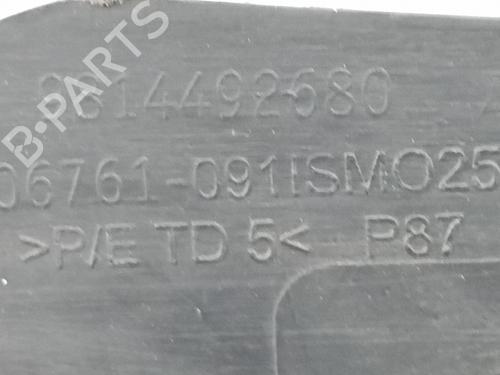 B-PARTS
9814492680
06761-091ISMO25
>P/E TD 5< P87